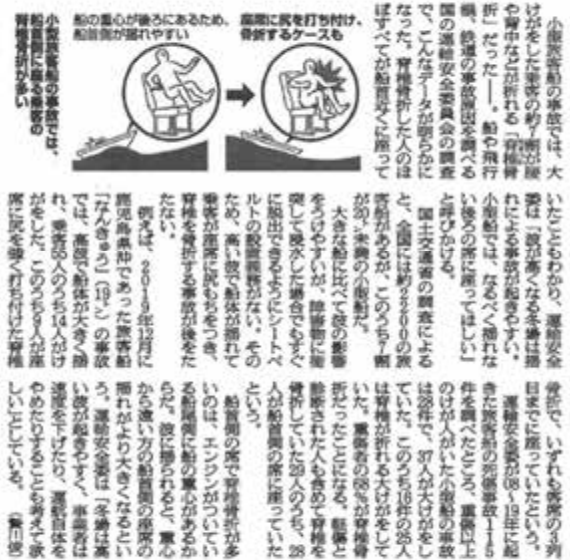 小型旅客船の事故では、
船首側に座る乗客の
脊椎骨折が多い
船の重心が後ろにあるため、
船首側が揺れやすい
座席に尻を打ち付け、
骨折するケースも
小型旅客船の事故では、大
けがをした乗客の約7割が腰
や背中などが折れる「脊椎骨
折」だった――。船や飛行
機、鉄道の事故原因を調べる
国の運輸安全委員会の調査
で、こんなデータが明らかに
なった。脊椎骨折した人のほ
ぼすべてが船首近くに座って
いたこともわかり、運輸安全
委は「波が高くなる冬場は揺
れによる事故が起きやすい。
小型船では、なるべく揺れな
い後ろの席に座ってほしい」
と呼びかける。
国土交通省の調査による
と、全国には約2200の旅
客船があるが、このうち7割
が20㌧未満の小型船だ。
大きな船に比べて波の影響
をうけやすいが、障害物に衝
突して浸水した場合でもすぐ
に脱出できるようにシートベ
ルトの設置義務がない。その
ため、高い波で船体が揺れて
乗客が座席に尻もちをつき、
脊椎を骨折する事故が後をた
たない。
例えば、2019年12月に
鹿児島県沖であった旅客船
「なんきゅう」(19㌧)の事故
では、高波で船体が大きく揺
れ、乗客55人のうち14人がけ
がをした。このうち8人が座
席に尻を強く打ち付けた脊椎
骨折で、いずれも客席の3列
目までに座っていたという。
運輸安全委が08~19年に起
きた旅客船の死傷事故
件を調べたところ、重傷以上
のけが人がいた小型船の事故
は28件で、37人が大けがをし
ていた。このうち16件の25人
は脊椎が折れる大けがをして
いた。重傷者の68%が脊椎骨
折だったことになる。軽傷と
診断された人も含めて脊椎を
骨折していた29人のうち、28
人が船首側の席に座っていた
という。
船首側の席で脊椎骨折が多
いのは、エンジンがついてい
る船尾側に船の重心があるか
らだ。波に揺られると、重心
から遠い方の船首側の座席の
揺れがより大きくなるとい
う。運輸安全委は「冬場は高
い波が起きやすく、事業者は
速度を下げたり、運航自体を
やめたりすることも考えて欲
しい」としている。